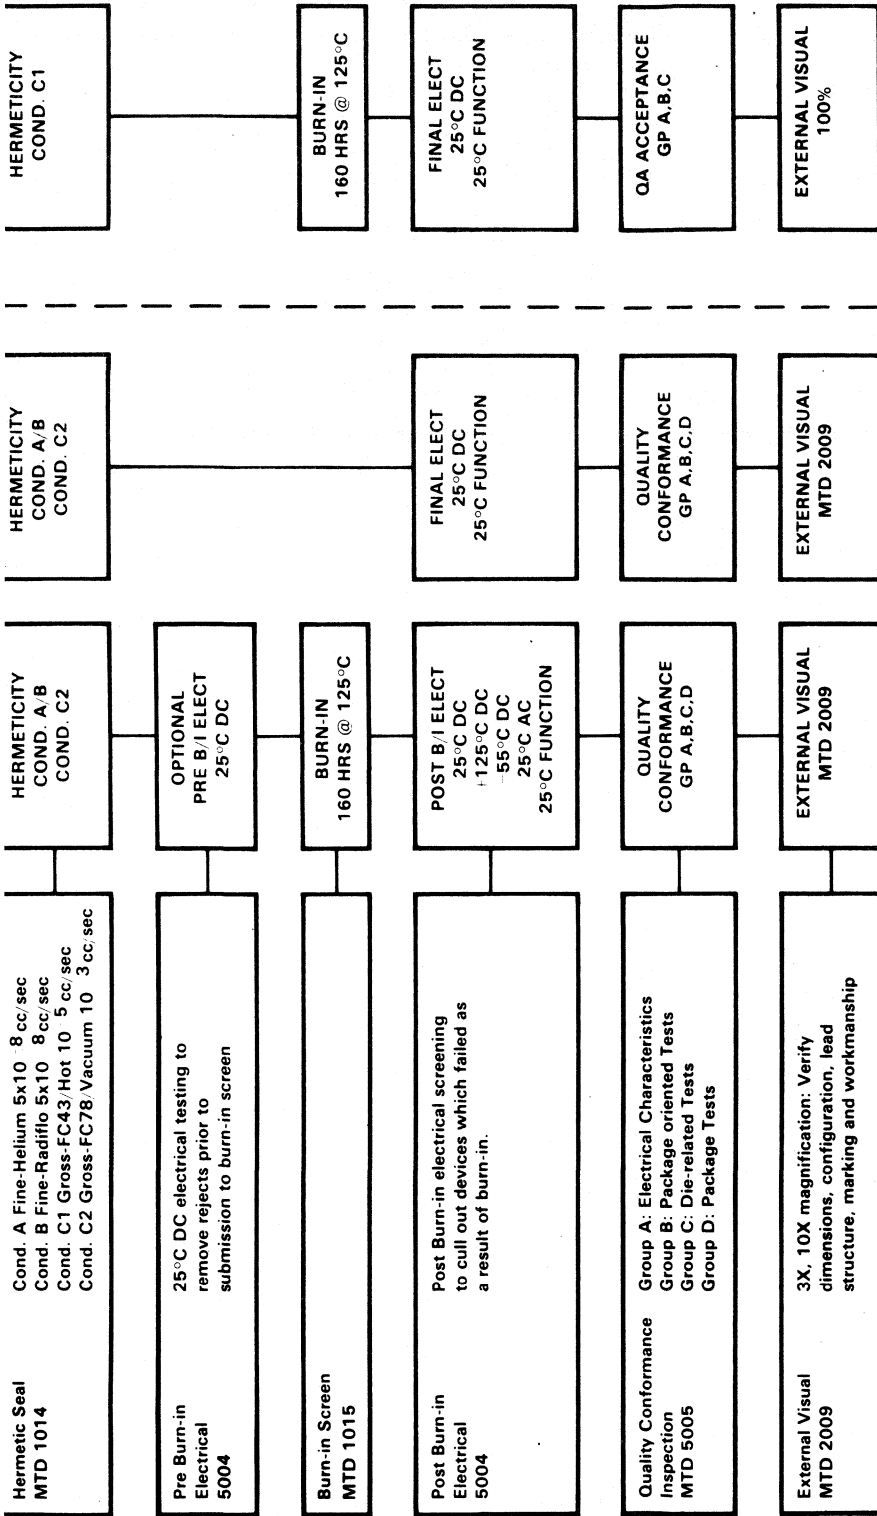 Hermetic Seal
MTD 1014
Cond. A Fine-Helium 5x10 -8 cc/sec
Cond. B Fine-Radiflo 5x10 8 cc/sec
Cond. C1 Gross-FC43/Hot 10 -5 cc/sec
Cond. C2 Gross-FC78/Vacuum 10 3 cc/sec
HERMETICITY
COND. A/B
COND. C2
HERMETICITY
COND. A/B
COND. C2
HERMETICITY
COND. C1
Pre Burn-in
Electrical
5004
25°C DC electrical testing to
remove rejects prior to
submission to burn-in screen
OPTIONAL
PRE B/I ELECT
25°C DC
Burn-in Screen
MTD 1015
BURN-IN
160 HRS @ 125°C
BURN-IN
160 HRS @ 125°C
Post Burn-in
Electrical
5004
Post Burn-in electrical screening
to cull out devices which failed as
a result of burn-in.
POST B/I ELECT
25°C DC
+125°C DC
-55°C DC
25°C AC
25°C FUNCTION
FINAL ELECT
25°C DC
25°C FUNCTION
FINAL ELECT
25°C DC
25°C FUNCTION
Quality Conformance
Inspection
MTD 5005
Group A: Electrical Characteristics
Group B: Package oriented Tests
Group C: Die-related Tests
Group D: Package Tests
QUALITY
CONFORMANCE
GP A,B,C,D
QUALITY
CONFORMANCE
GP A,B,C,D
QA ACCEPTANCE
GP A,B,C
External Visual
MTD 2009
3X, 10X magnification: Verify
dimensions, configuration, lead
structure, marking and workmanship
EXTERNAL VISUAL
MTD 2009
EXTERNAL VISUAL
MTD 2009
EXTERNAL VISUAL
100%